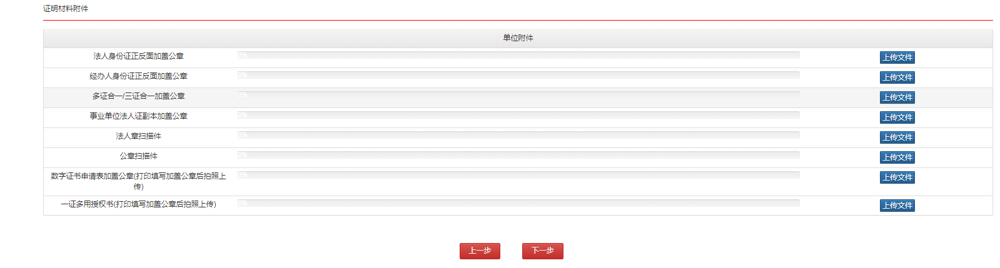 证明材料附件
单位附件
法人身份证正反面加盖公章 0% 上传文件
经办人身份证正反面加盖公章 0% 上传文件
多证合一/三证合一加盖公章 0% 上传文件
事业单位法人证副本加盖公章 0% 上传文件
法人章扫描件 0% 上传文件
公章扫描件 0% 上传文件
数字证书申请表加盖公章(打印填写加盖公章后拍照上 0% 上传文件
传)
一证多用授权书(打印填写加盖公章后拍照上传) 0% 上传文件
上一步 下一步